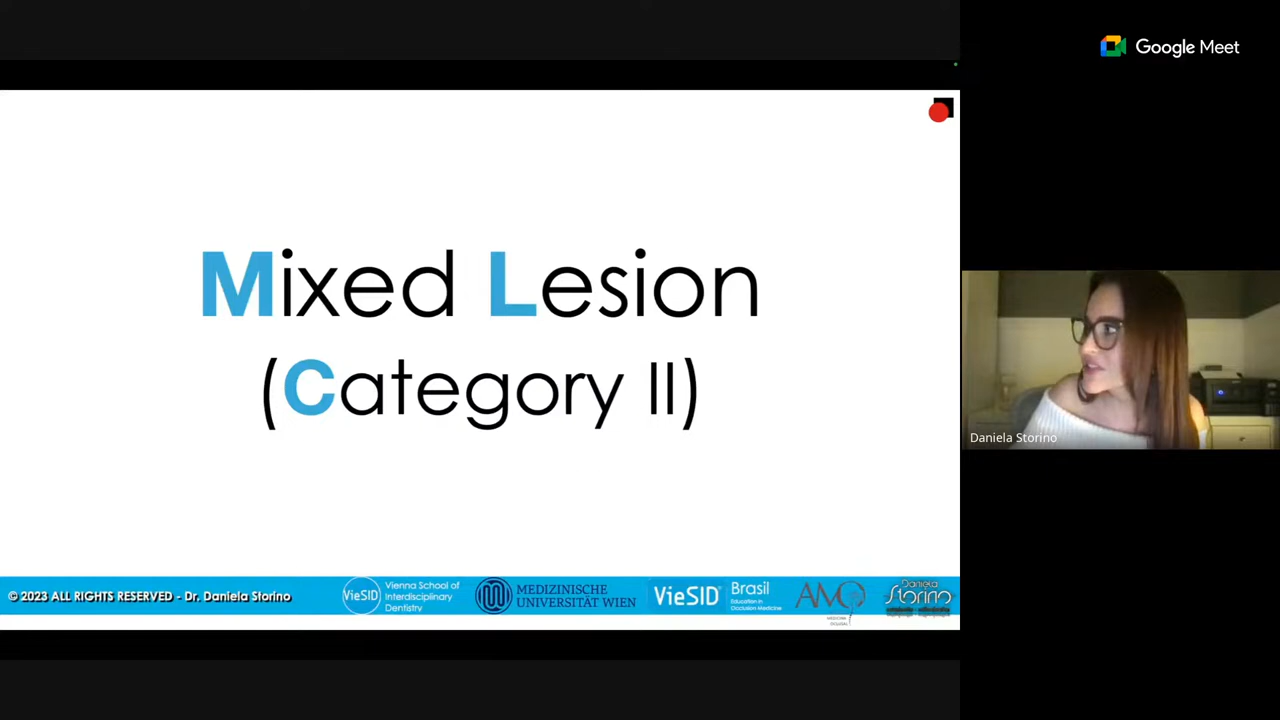 Google Meet
Mixed Lesion
(Category II)
Daniela Storino
© 2023 ALL RIGHTS RESERVED - Dr. Daniela Storino
VieSID
Vienna School of
Interdisciplinary
Dentistry
MEDIZINISCHE
UNIVERSITÄT WIEN
VieSID
Brasil
Education in
Occlusion Medicine
AMO
Daniela
Storino